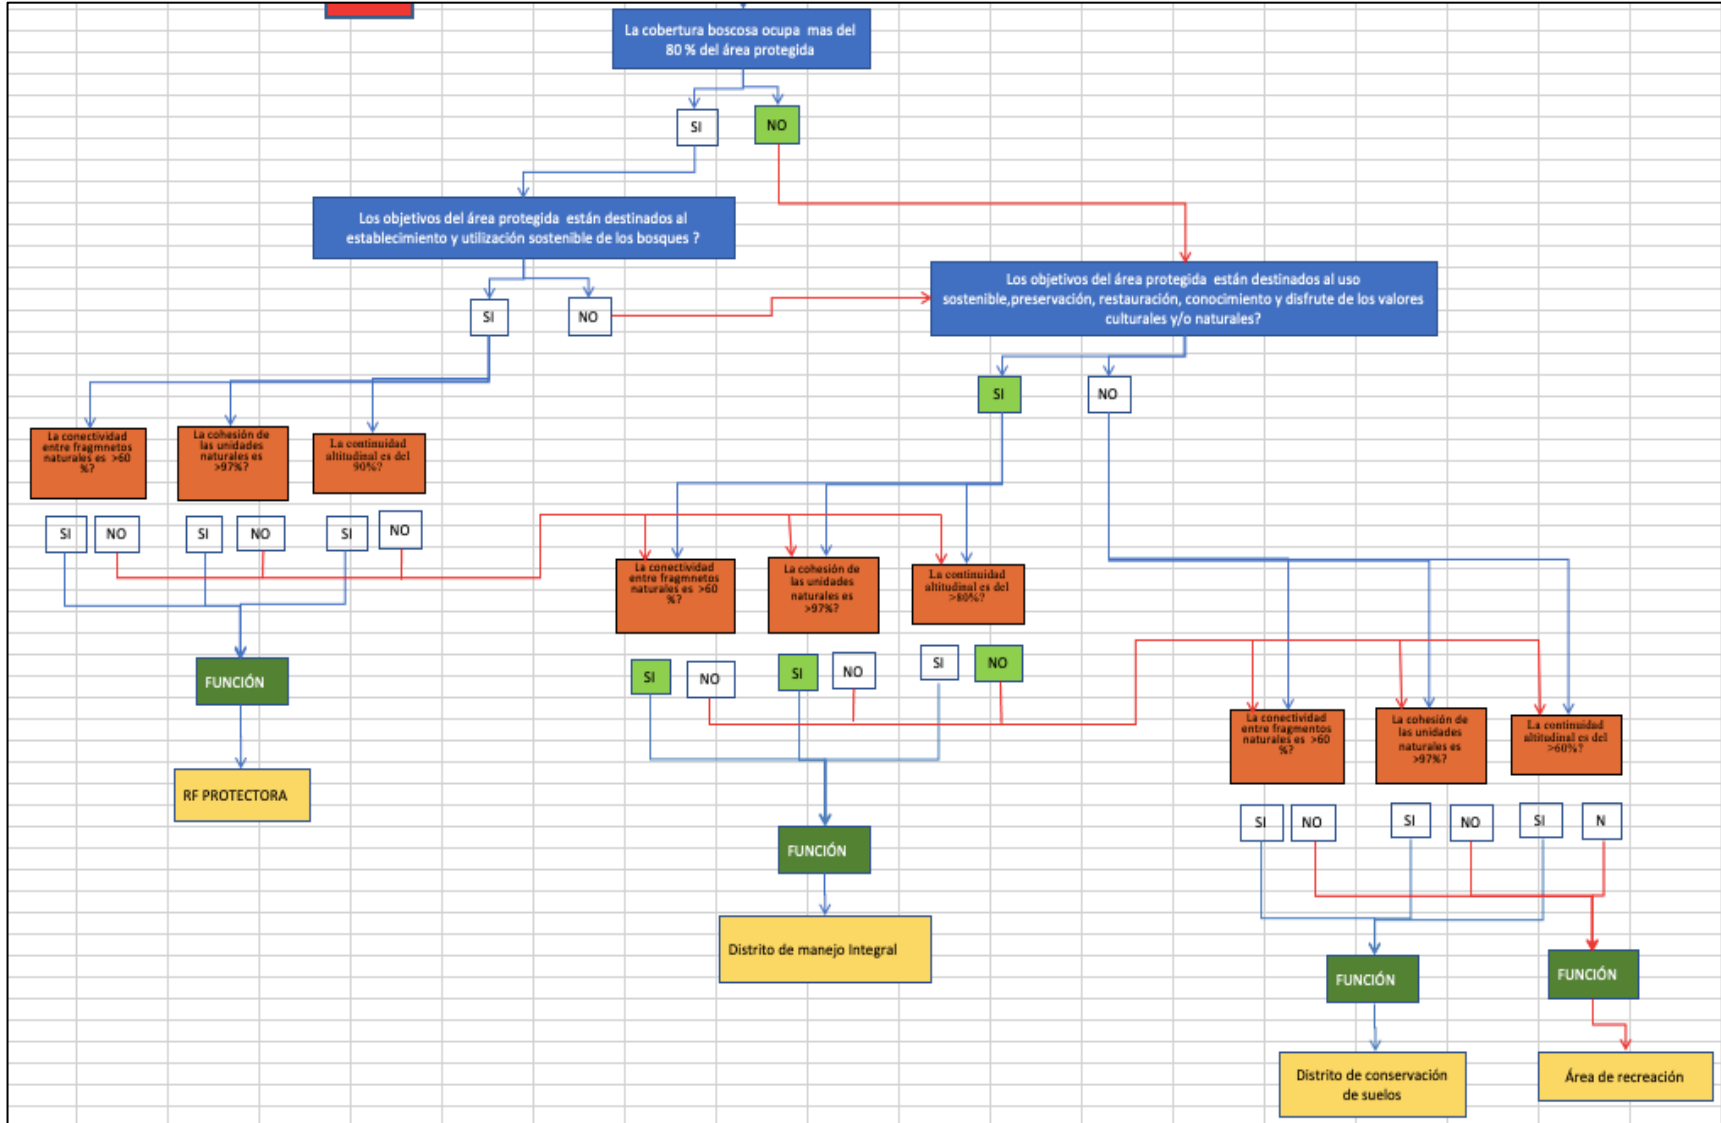 La cobertura boscosa ocupa mas del
80 % del área protegida
SI
NO
Los objetivos del área protegida están destinados al
establecimiento y utilización sostenible de los bosques ?
Los objetivos del área protegida están destinados al uso
sostenible,preservación, restauración, conocimiento y disfrute de los valores
culturales y/o naturales?
SI
NO
SI
NO
La conectividad
entre fragmnetos
naturales es >60
%?
La cohesión de
las unidades
naturales es
>97%?
La continuidad
altitudinal es del
90%?
SI
NO
SI
NO
SI
NO
La conectividad
entre fragmnetos
naturales es >60
%?
La cohesión de
las unidades
naturales es
>97%?
La continuidad
altitudinal es del
>80%?
SI
NO
SI
NO
SI
NO
FUNCIÓN
RF PROTECTORA
La conectividad
entre fragmentos
naturales es >60
%?
La cohesión de
las unidades
naturales es
>97%?
La continuidad
altitudinal es del
>60%?
SI
NO
SI
NO
SI
N
FUNCIÓN
Distrito de manejo Integral
FUNCIÓN
FUNCIÓN
Distrito de conservación
de suelos
Área de recreación